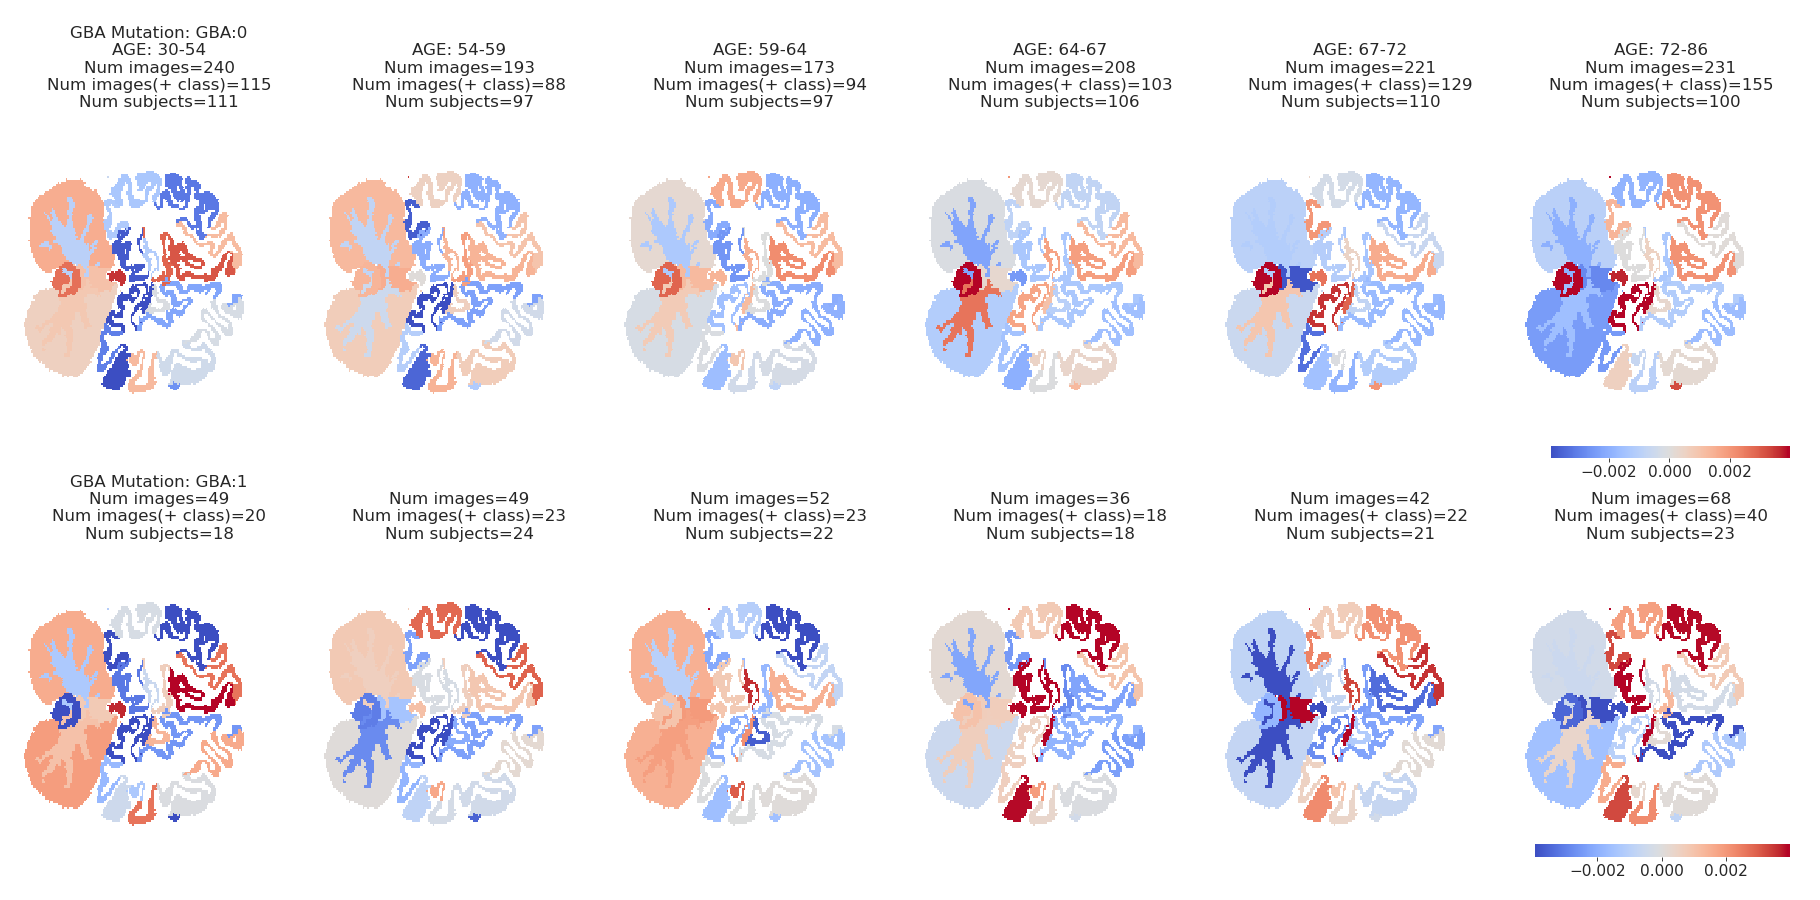 GBA Mutation: GBA:0
AGE: 30-54
Num images=240
Num images(+ class)=115
Num subjects=111
AGE: 54-59
Num images=193
Num images(+ class)=88
Num subjects=97
AGE: 59-64
Num images=173
Num images(+ class)=94
Num subjects=97
AGE: 64-67
Num images=208
Num images(+ class)=103
Num subjects=106
AGE: 67-72
Num images=221
Num images(+ class)=129
Num subjects=110
AGE: 72-86
Num images=231
Num images(+ class)=155
Num subjects=100
−0.002 0.000 0.002
GBA Mutation: GBA:1
Num images=49
Num images(+ class)=20
Num subjects=18
Num images=49
Num images(+ class)=23
Num subjects=24
Num images=52
Num images(+ class)=23
Num subjects=22
Num images=36
Num images(+ class)=18
Num subjects=18
Num images=42
Num images(+ class)=22
Num subjects=21
Num images=68
Num images(+ class)=40
Num subjects=23
−0.002 0.000 0.002